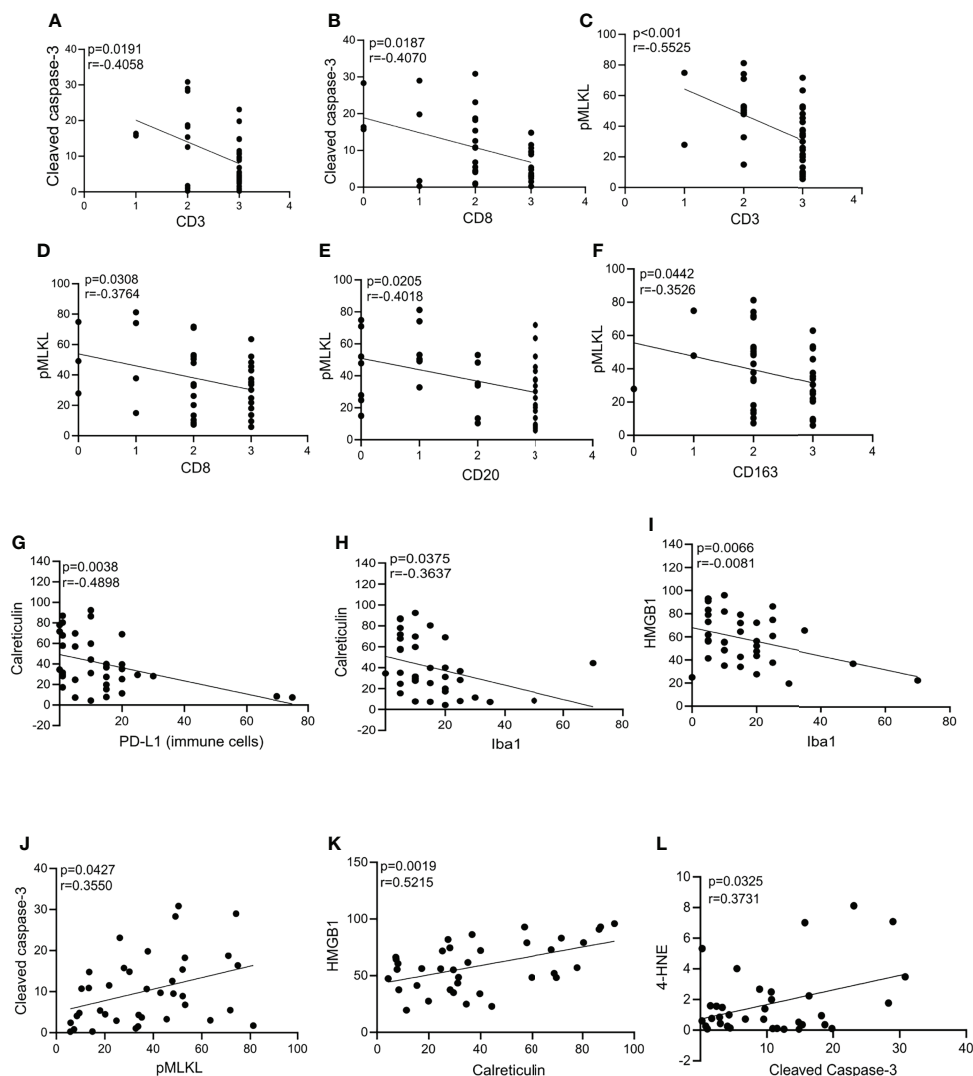 A
p=0.0191
r=-0.4058
Cleaved caspase-3
40
30
20
10
0
0 1 2 3 4
CD3
B
p=0.0187
r=-0.4070
Cleaved caspase-3
40
30
20
10
0
0 1 2 3 4
CD8
C
p<0.001
r=-0.5525
pMLKL
100
80
60
40
20
0
0 1 2 3 4
CD3
D
p=0.0308
r=-0.3764
pMLKL
100
80
60
40
20
0
0 1 2 3 4
CD8
E
p=0.0205
r=-0.4018
pMLKL
100
80
60
40
20
0
0 1 2 3 4
CD20
F
p=0.0442
r=-0.3526
pMLKL
100
80
60
40
20
0
0 1 2 3 4
CD163
G
p=0.0038
r=-0.4898
Calreticulin
140
120
100
80
60
40
20
0
-20
20 40 60 80
PD-L1 (immune cells)
H
p=0.0375
r=-0.3637
Calreticulin
140
120
100
80
60
40
20
0
-20
20 40 60 80
Iba1
I
p=0.0066
r=-0.0081
HMGB1
140
120
100
80
60
40
20
0
0 20 40 60 80
Iba1
J
p=0.0427
r=0.3550
Cleaved caspase-3
40
30
20
10
0
0 20 40 60 80 100
pMLKL
K
p=0.0019
r=0.5215
HMGB1
150
100
50
0
0 20 40 60 80 100
Calreticulin
L
p=0.0325
r=0.3731
4-HNE
10
8
6
4
2
0
-2
10 20 30 40
Cleaved Caspase-3